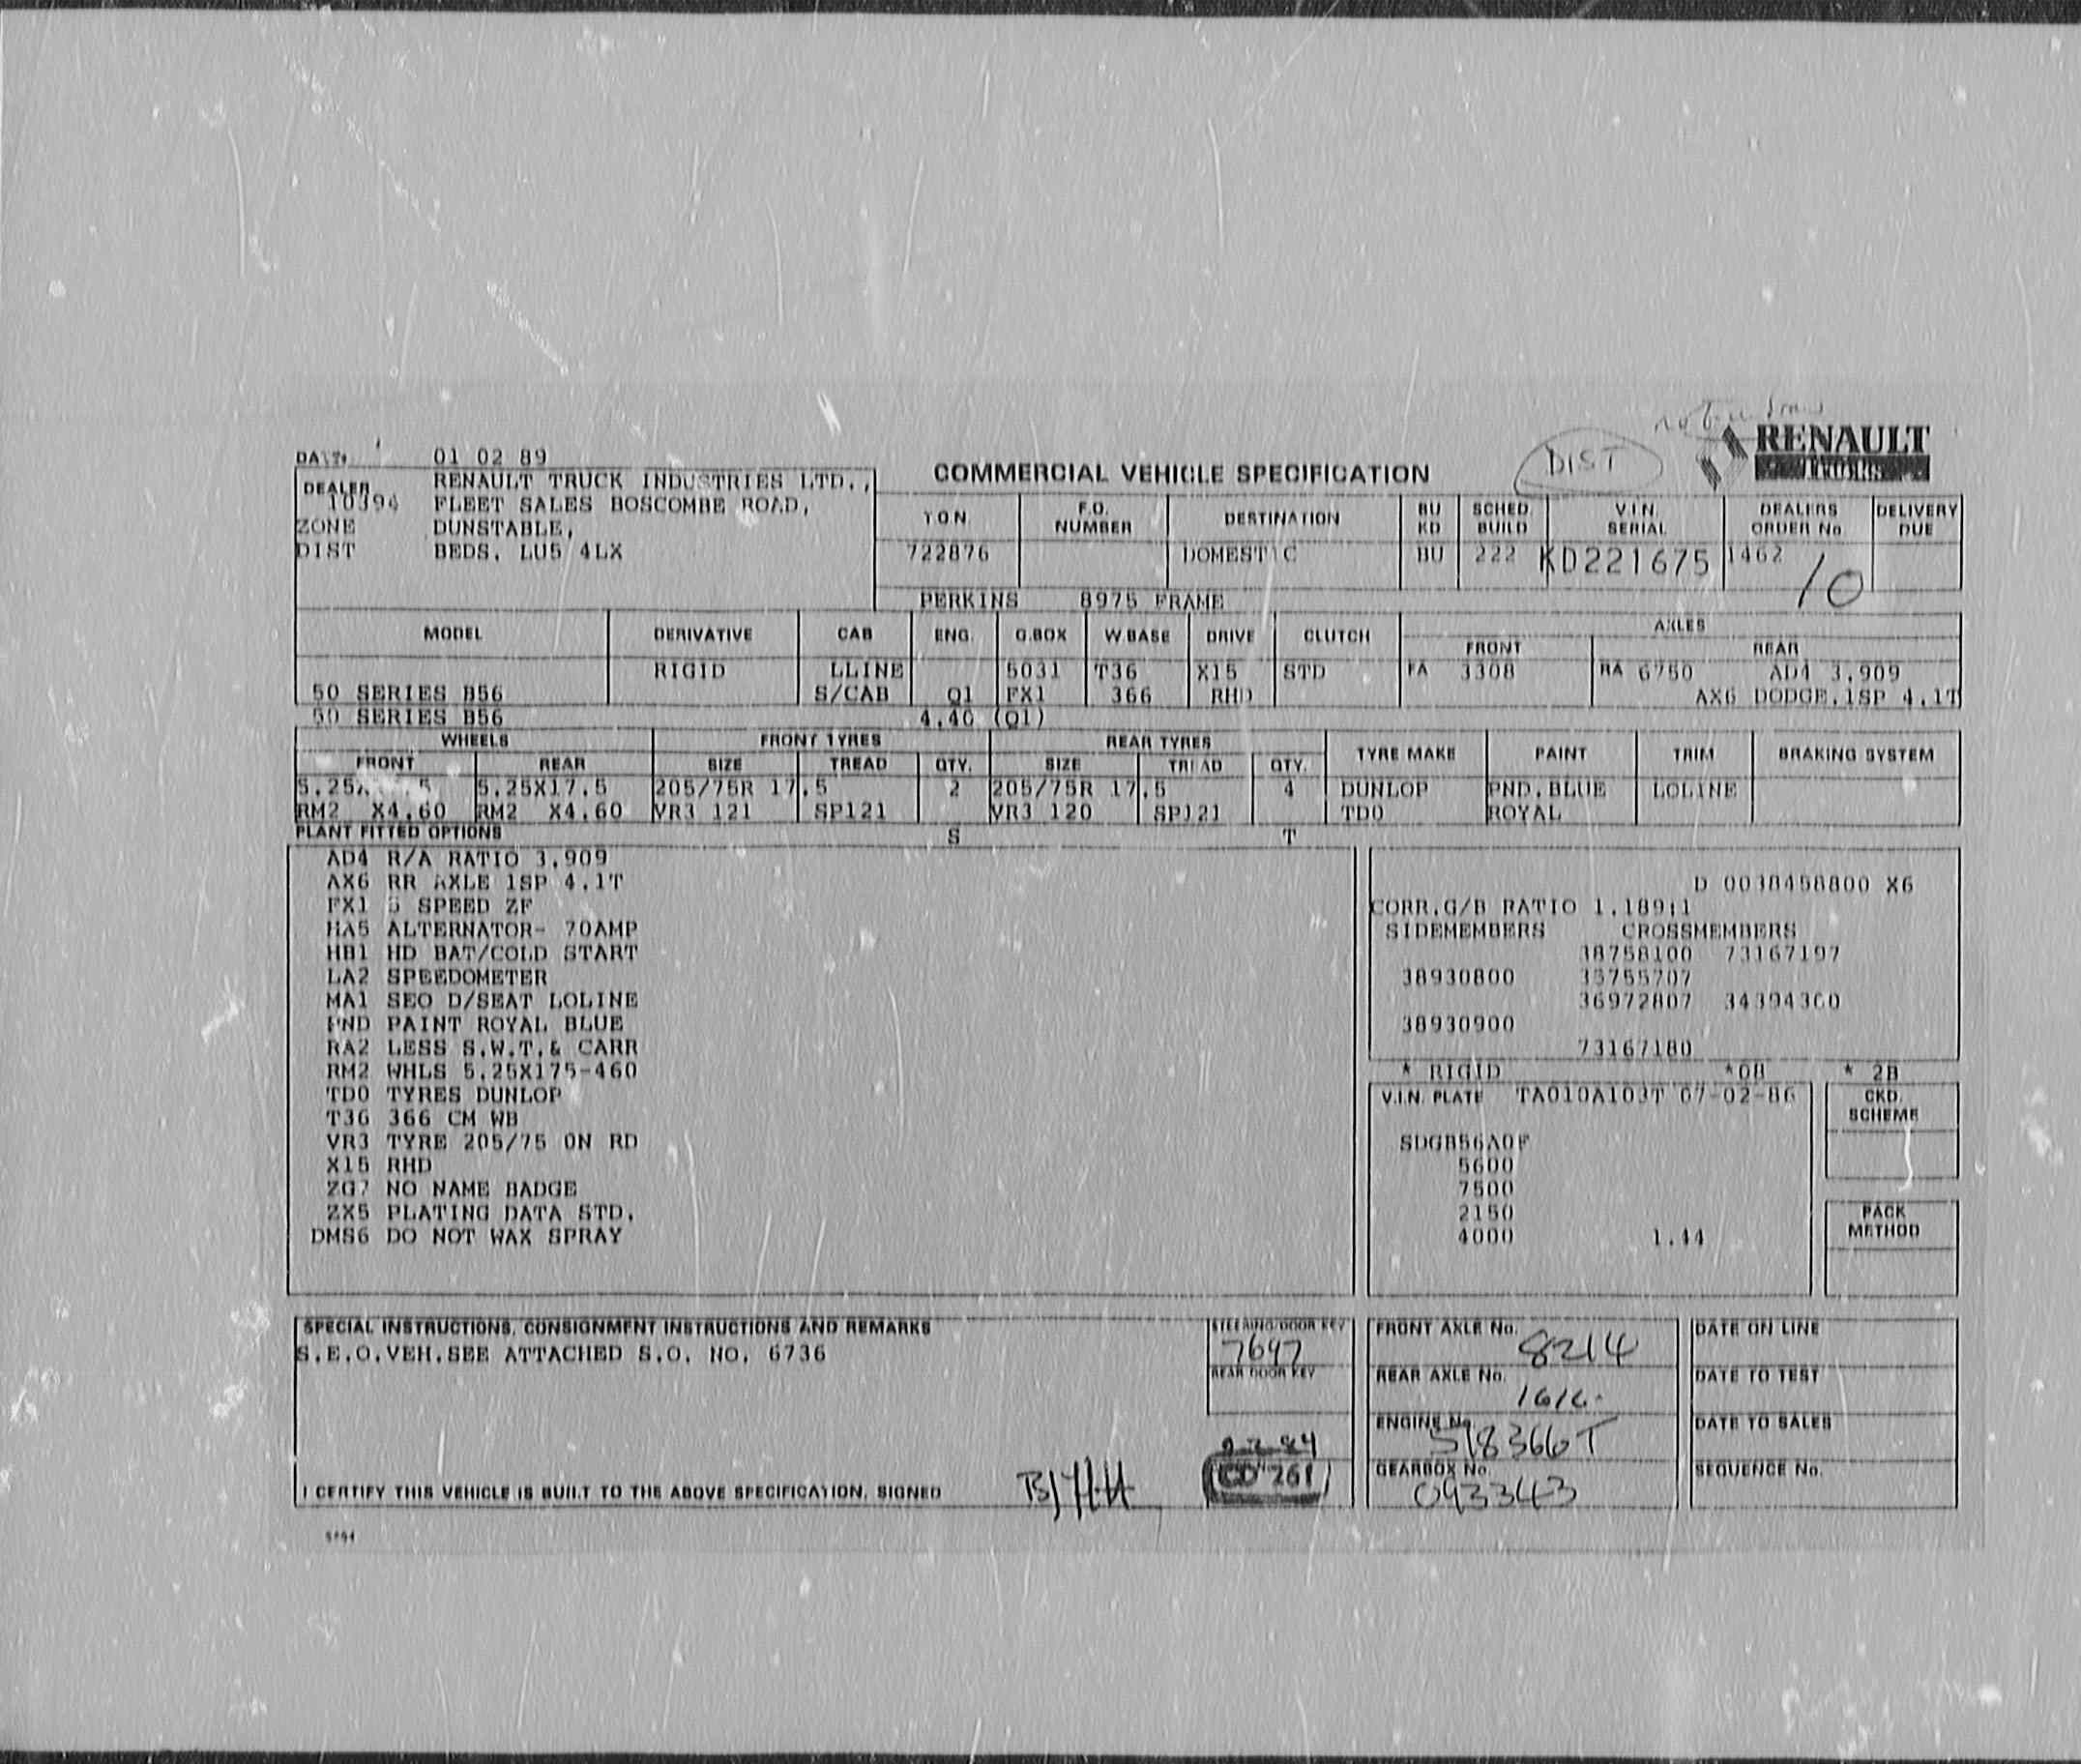 01 02 89
DEALER 10394 RENAULT TRUCK INDUSTRIES LTD.,
FLEET SALES BOSCOMBE ROAD,
ZONE DUNSTABLE,
DIST BEDS. LU5 4LX
COMMERCIAL VEHICLE SPECIFICATION
DIST
RENAULT
T.O.N. F.O. NUMBER DESTINATION BU KD SCHED BUILD V.I.N. SERIAL DEALERS ORDER No DELIVERY DUE
722876 DOMESTIC BU 222 KD221675 1462 10
PERKINS 8975 FRAME
MODEL DERIVATIVE CAB ENG. G.BOX W.BASE DRIVE CLUTCH AXLES
FRONT REAR
RIGID LLINE 5031 T36 X15 STD FA 3308 RA 6750 AD4 3.909
50 SERIES B56 S/CAB Q1 FX1 366 RHD AX6 DODGE.1SP 4.1T
50 SERIES B56 4.40 (Q1)
WHEELS FRONT TYRES REAR TYRES TYRE MAKE PAINT TRIM BRAKING SYSTEM
FRONT REAR SIZE TREAD QTY. SIZE TREAD QTY.
5.25X17.5 205/75R 17.5 2 205/75R 17.5 4 DUNLOP PND.BLUE LOLINE
RM2 X4.60 RM2 X4.60 VR3 121 SP121 VR3 120 SP121 TD0 ROYAL
PLANT FITTED OPTIONS S T
AD4 R/A RATIO 3.909
AX6 RR AXLE 1SP 4.1T
FX1 5 SPEED ZF
HA5 ALTERNATOR- 70AMP
HB1 HD BAT/COLD START
LA2 SPEEDOMETER
MA1 SEO D/SEAT LOLINE
PND PAINT ROYAL BLUE
RA2 LESS S.W.T.& CARR
RM2 WHLS 5.25X175-460
TD0 TYRES DUNLOP
T36 366 CM WB
VR3 TYRE 205/75 ON RD
X15 RHD
ZG7 NO NAME BADGE
ZX5 PLATING DATA STD.
DMS6 DO NOT WAX SPRAY
D 0038458800 X6
CORR.G/B RATIO 1.189:1
SIDEMEMBERS CROSSMEMBERS
38758100 73167197
38930800 35755707
36972807 34394300
38930900
73167180
* RIGID *08 * 2B
V.I.N. PLATE TA010A103T 07-02-86
SDGB56A0F
5600
7500
2150
4000 1.44
CKD. SCHEME
PACK METHOD
SPECIAL INSTRUCTIONS, CONSIGNMENT INSTRUCTIONS AND REMARKS
S.E.O.VEH.SEE ATTACHED S.O. NO. 6736
STEERING/DOOR KEY
7697
REAR DOOR KEY
CD 261
I CERTIFY THIS VEHICLE IS BUILT TO THE ABOVE SPECIFICATION, SIGNED
FRONT AXLE No. 8214
REAR AXLE No. 1616
ENGINE No. 518366T
GEARBOX No. 093343
DATE ON LINE
DATE TO TEST
DATE TO SALES
SEQUENCE No.